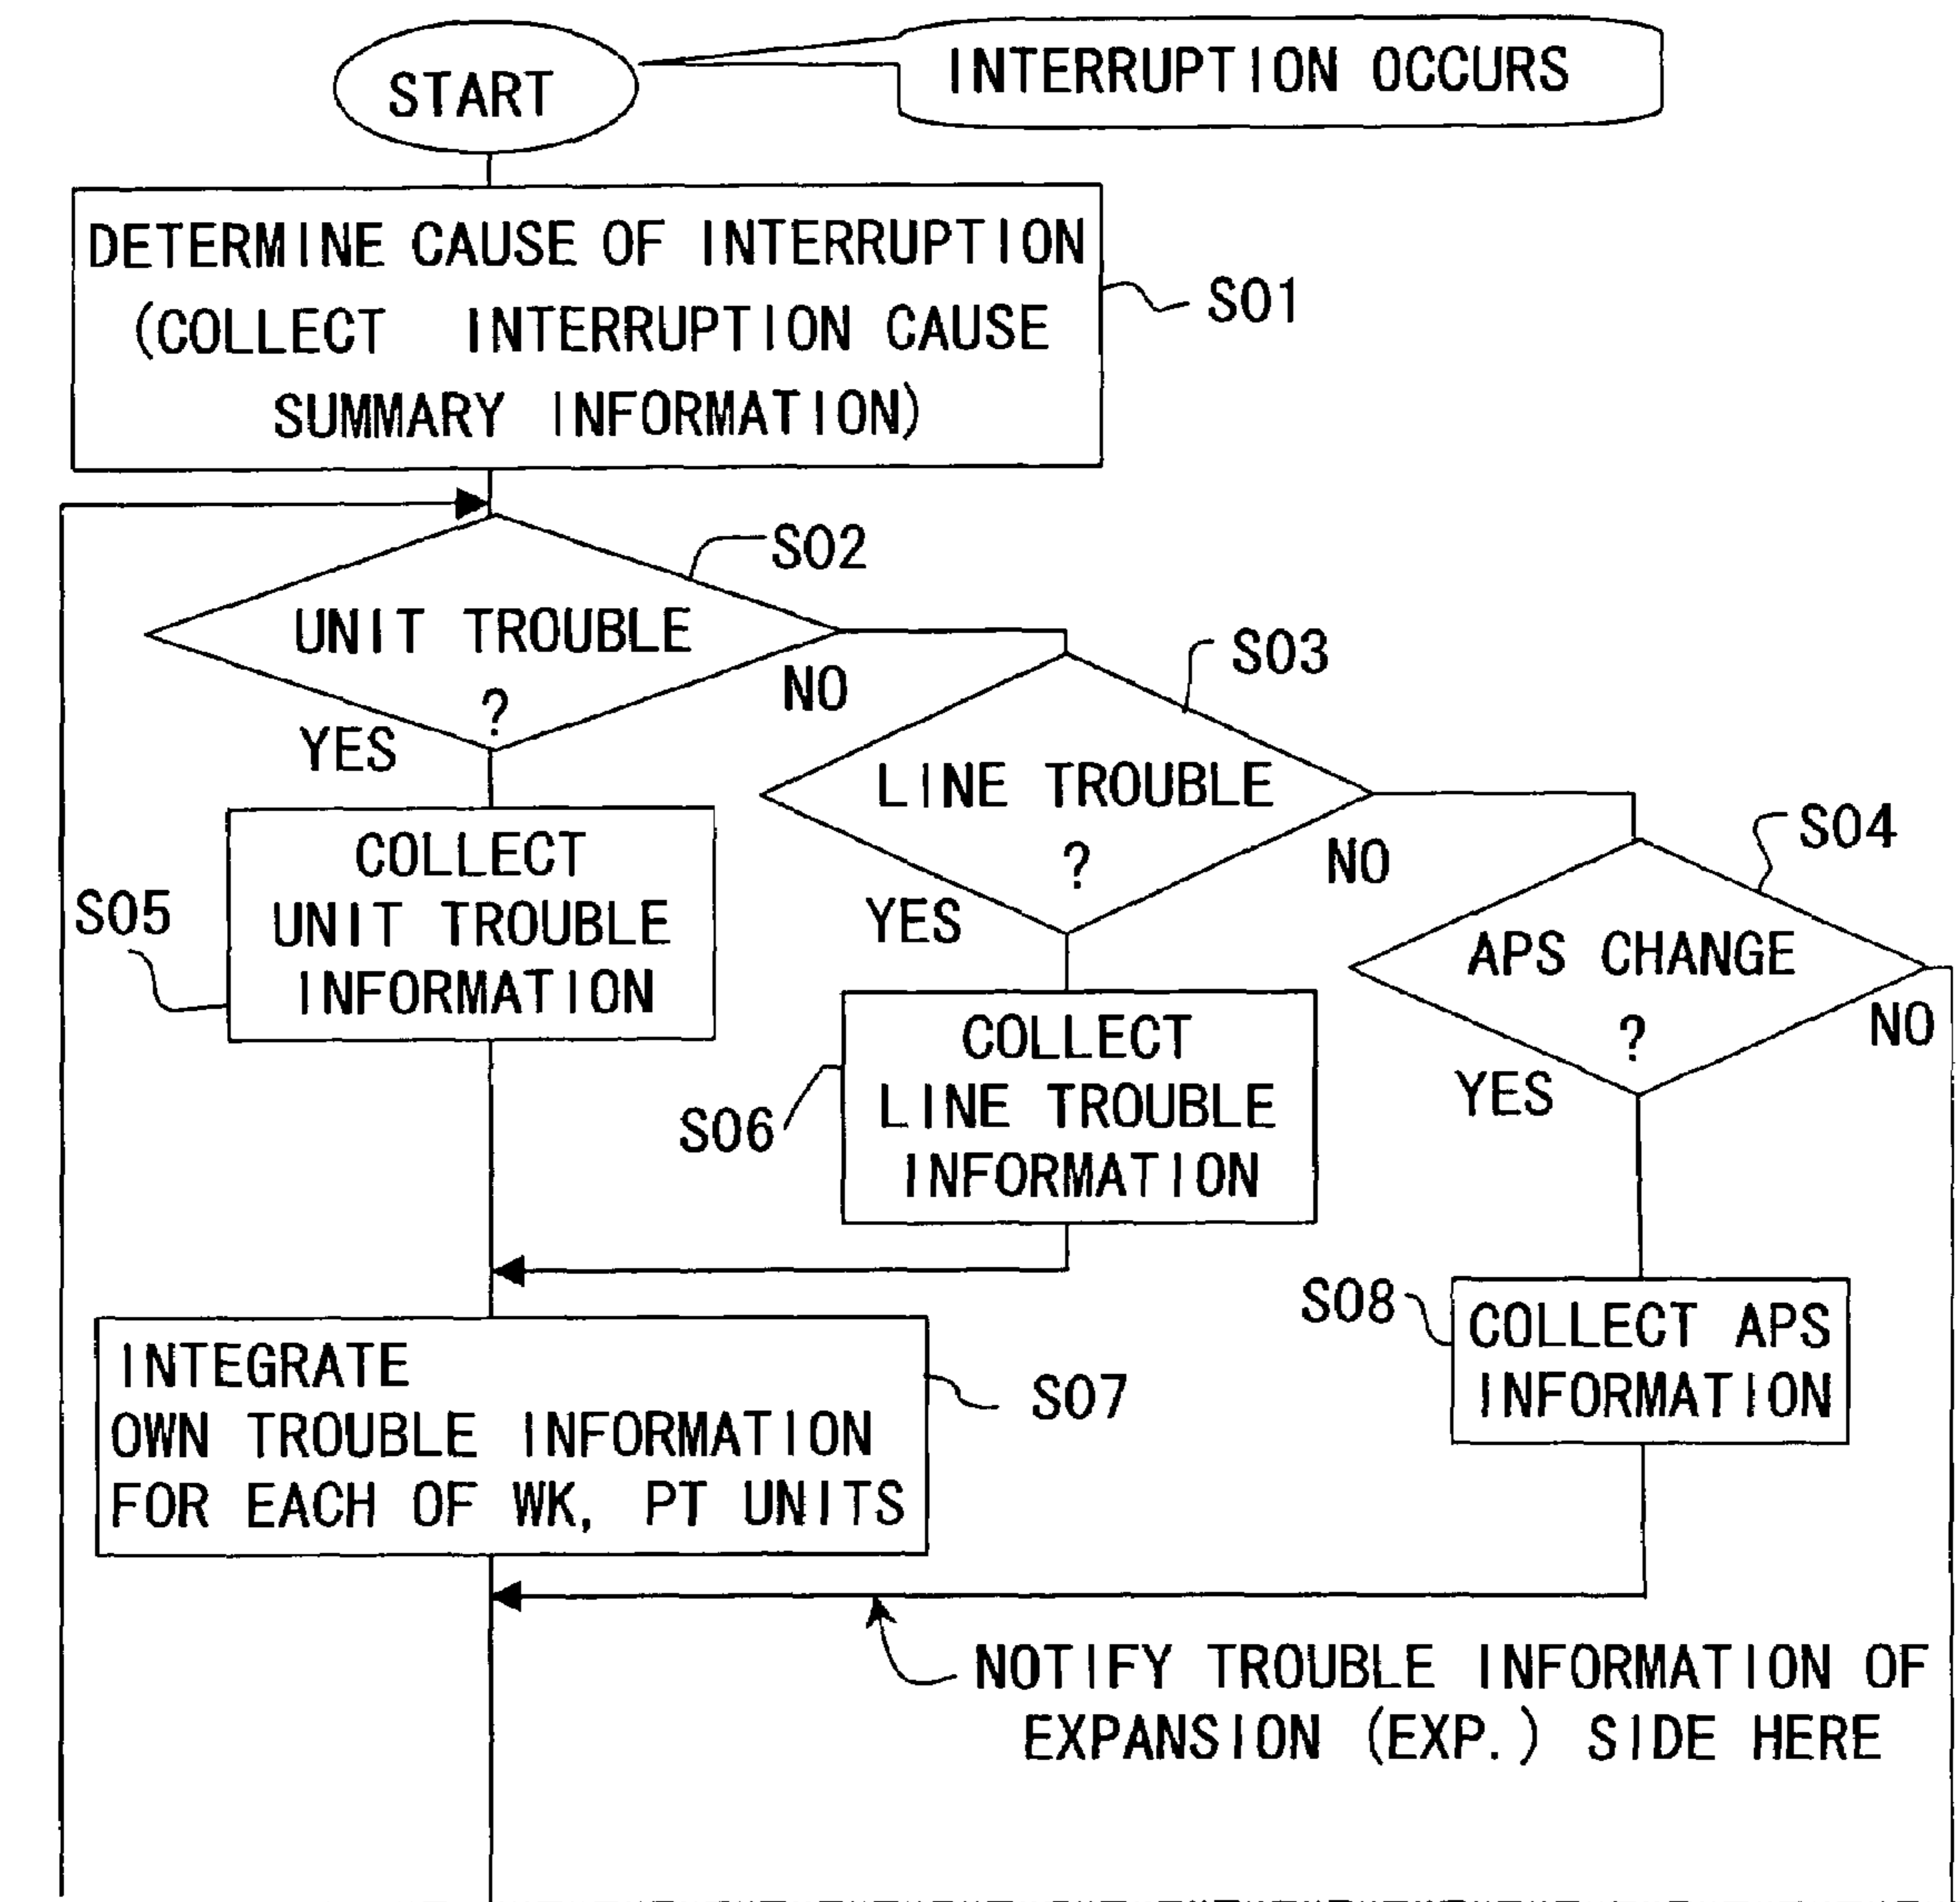 START
INTERRUPTION OCCURS
DETERMINE CAUSE OF INTERRUPTION
(COLLECT INTERRUPTION CAUSE
SUMMARY INFORMATION)
S01
S02
UNIT TROUBLE
?
YES
NO
S03
LINE TROUBLE
?
YES
NO
S04
APS CHANGE
?
YES
NO
S05
COLLECT
UNIT TROUBLE
INFORMATION
S06
COLLECT
LINE TROUBLE
INFORMATION
S08
COLLECT APS
INFORMATION
INTEGRATE
OWN TROUBLE INFORMATION
FOR EACH OF WK, PT UNITS
S07
NOTIFY TROUBLE INFORMATION OF
EXPANSION (EXP.) SIDE HERE